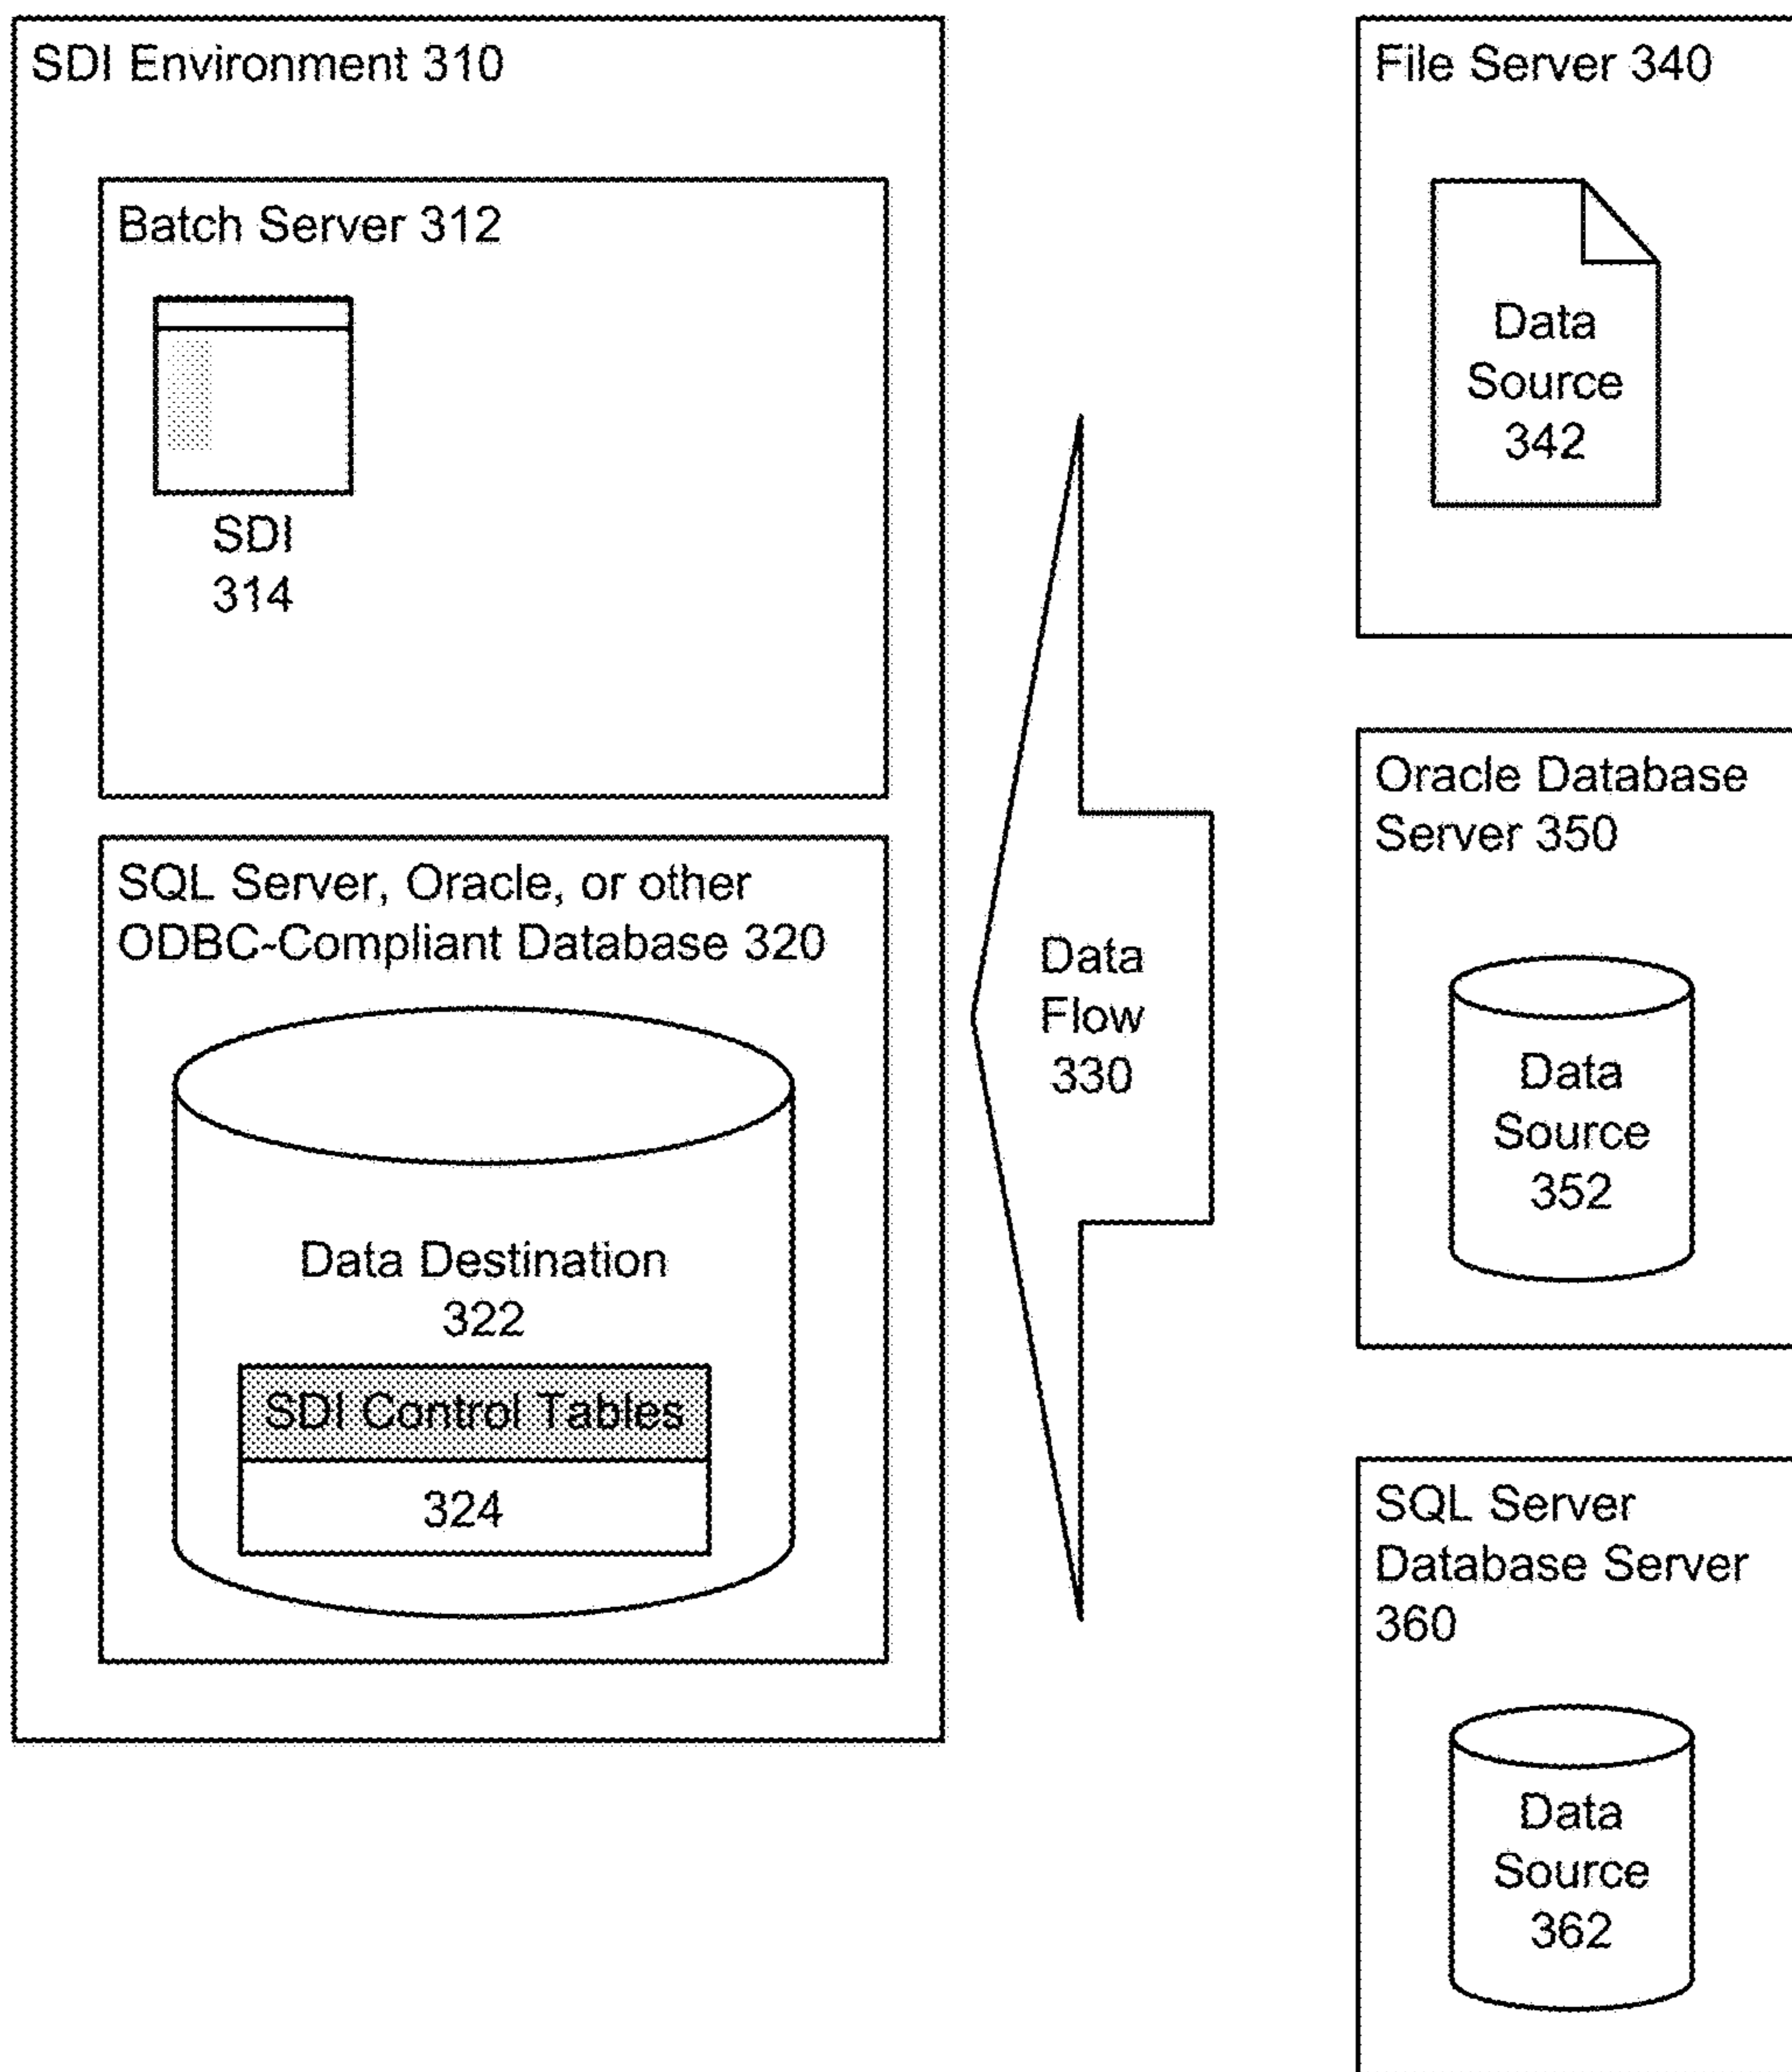 SDI Environment 310
Batch Server 312
SDI
314
SQL Server, Oracle, or other
ODBC-Compliant Database 320
Data Destination
322
SDI Control Tables
324
Data
Flow
330
File Server 340
Data
Source
342
Oracle Database
Server 350
Data
Source
352
SQL Server
Database Server
360
Data
Source
362